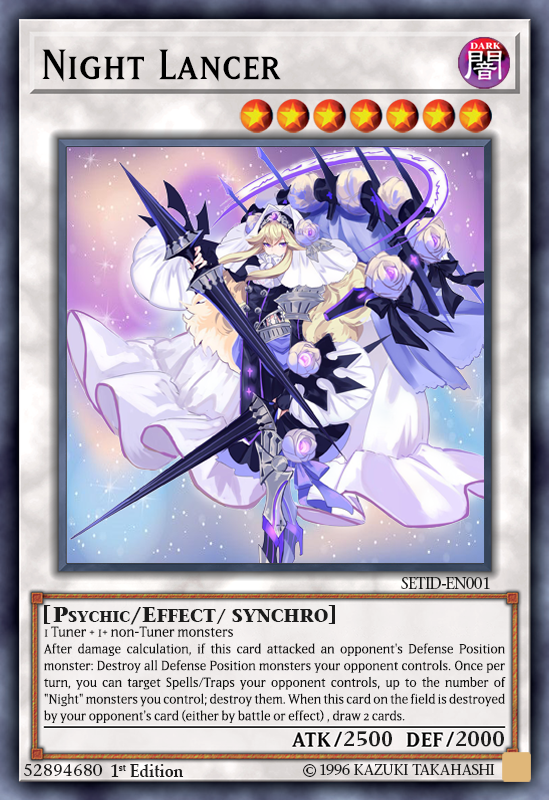 Night Lancer
DARK
闇
SETID-EN001
[Psychic/Effect/ synchro]
1 Tuner + 1+ non-Tuner monsters
After damage calculation, if this card attacked an opponent's Defense Position
monster: Destroy all Defense Position monsters your opponent controls. Once per
turn, you can target Spells/Traps your opponent controls, up to the number of
"Night" monsters you control; destroy them. When this card on the field is destroyed
by your opponent's card (either by battle or effect) , draw 2 cards.
ATK/2500 DEF/2000
52894680 1st Edition © 1996 KAZUKI TAKAHASHI